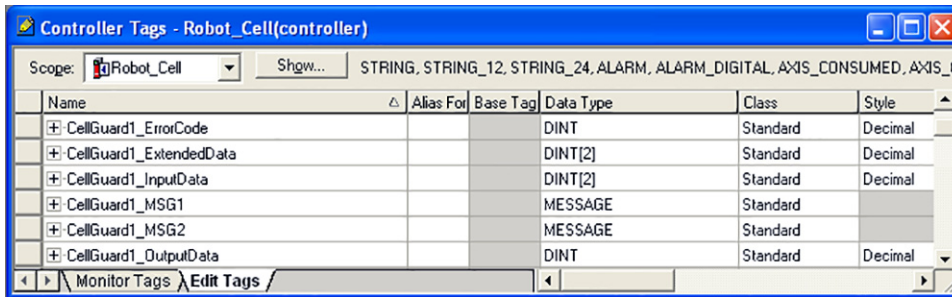 Controller Tags - Robot_Cell(controller)
Scope: Robot_Cell Show... STRING, STRING_12, STRING_24, ALARM, ALARM_DIGITAL, AXIS_CONSUMED, AXIS_
Name Alias For Base Tag Data Type Class Style
CellGuard1_ErrorCode DINT Standard Decimal
CellGuard1_ExtendedData DINT[2] Standard Decimal
CellGuard1_InputData DINT[2] Standard Decimal
CellGuard1_MSG1 MESSAGE Standard
CellGuard1_MSG2 MESSAGE Standard
CellGuard1_OutputData DINT Standard Decimal
Monitor Tags Edit Tags